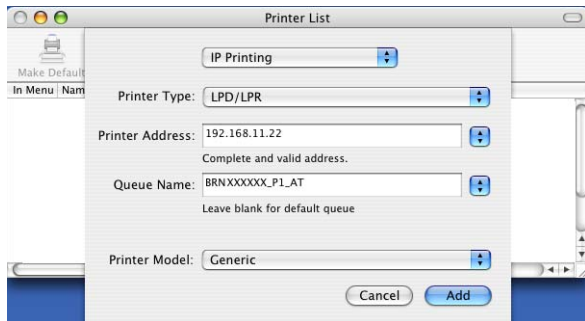 Printer List
IP Printing
Make Default
In Menu Nam
Printer Type: LPD/LPR
Printer Address: 192.168.11.22
Complete and valid address.
Queue Name: BRNXXXXXX_P1_AT
Leave blank for default queue
Printer Model: Generic
Cancel Add